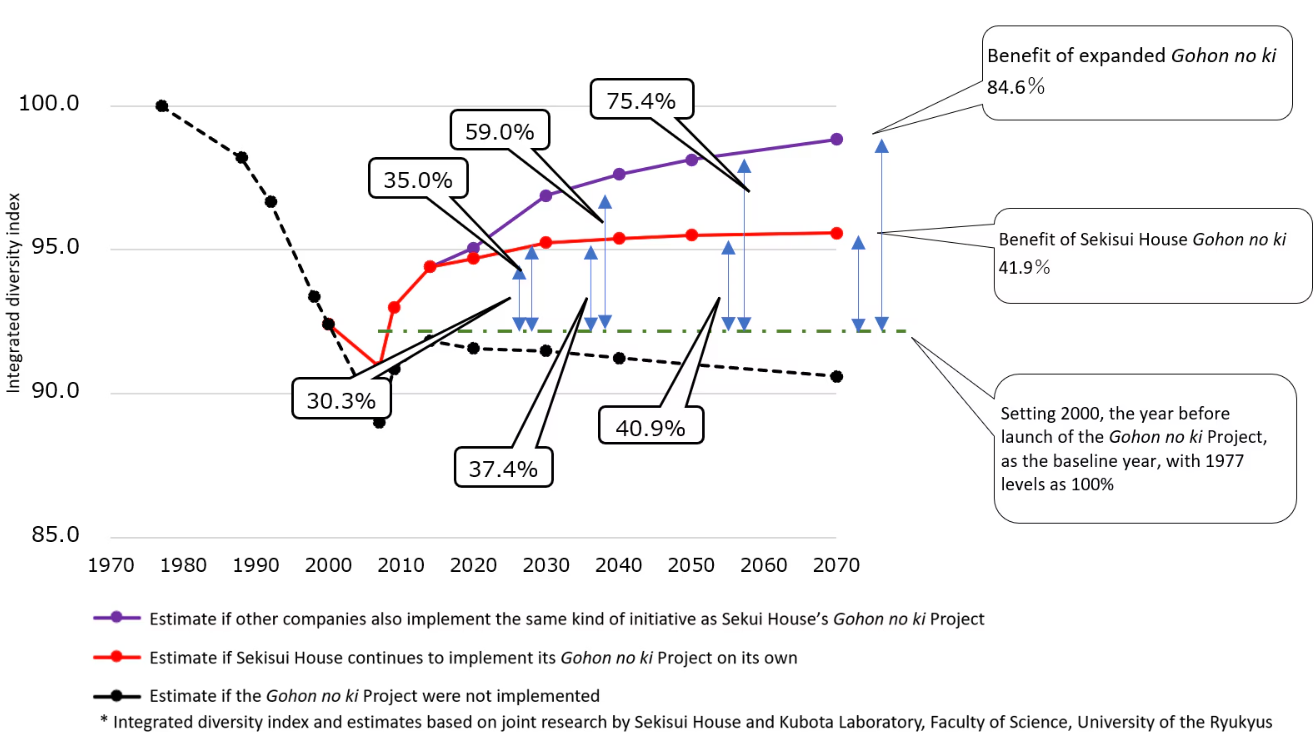 Benefit of expanded Gohon no ki
84.6%
75.4%
100.0
59.0%
35.0%
Benefit of Sekisui House Gohon no ki
41.9%
95.0
Integrated diversity index
90.0
30.3%
40.9%
37.4%
Setting 2000, the year before
launch of the Gohon no ki Project,
as the baseline year, with 1977
levels as 100%
85.0
1970 1980 1990 2000 2010 2020 2030 2040 2050 2060 2070
Estimate if other companies also implement the same kind of initiative as Sekui House’s Gohon no ki Project
Estimate if Sekisui House continues to implement its Gohon no ki Project on its own
Estimate if the Gohon no ki Project were not implemented
* Integrated diversity index and estimates based on joint research by Sekisui House and Kubota Laboratory, Faculty of Science, University of the Ryukyus